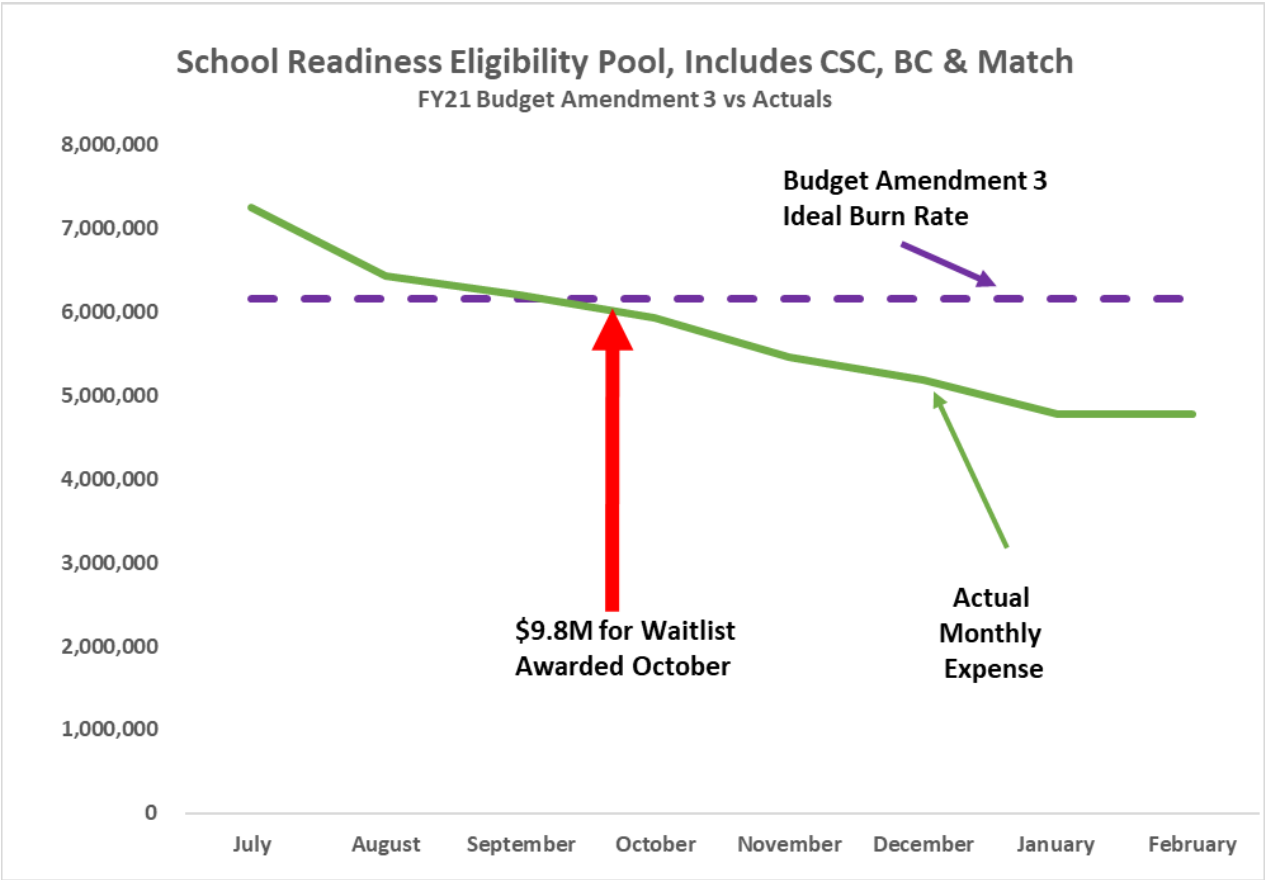 School Readiness Eligibility Pool, Includes CSC, BC & Match
FY21 Budget Amendment 3 vs Actuals
8,000,000
7,000,000
6,000,000
5,000,000
4,000,000
3,000,000
2,000,000
1,000,000
0
Budget Amendment 3
Ideal Burn Rate
$9.8M for Waitlist
Awarded October
Actual
Monthly
Expense
July August September October November December January February